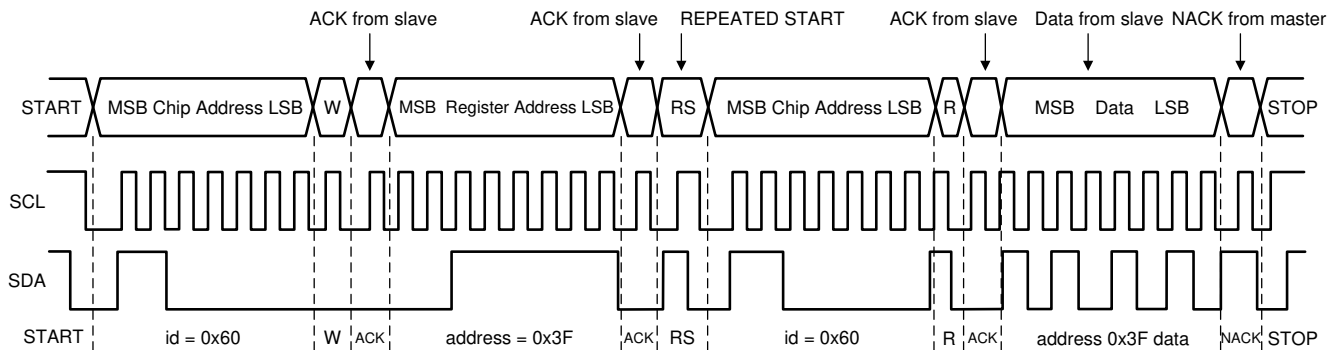 ACK from slave ACK from slave REPEATED START ACK from slave Data from slave NACK from master
START MSB Chip Address LSB W MSB Register Address LSB RS MSB Chip Address LSB R MSB Data LSB STOP
SCL
SDA
START id = 0x60 W ACK address = 0x3F ACK RS id = 0x60 R ACK address 0x3F data NACK STOP